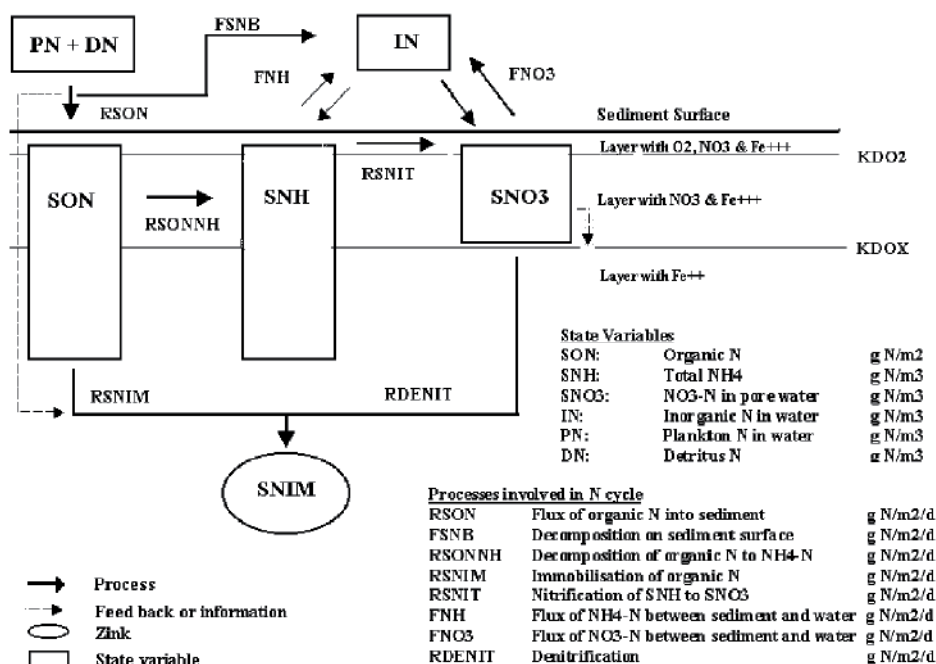 FSNB
PN + DN
IN
FNH
FNO3
RSON
Sediment Surface
Layer with O2, NO3 & Fe+++
KDO2
RSNIT
SON
SNH
SNO3
RSONNH
Layer with NO3 & Fe+++
KDOX
Layer with Fe++
State Variables
SON: Organic N g N/m2
SNH: Total NH4 g N/m3
SNO3: NO3-N in pore water g N/m3
IN: Inorganic N in water g N/m3
PN: Plankton N in water g N/m3
DN: Detritus N g N/m3
RSNIM
RDENIT
SNIM
Processes involved in N cycle
RSON Flux of organic N into sediment g N/m2/d
FSNB Decomposition on sediment surface g N/m2/d
RSONNH Decomposition of organic N to NH4-N g N/m2/d
RSNIM Immobilisation of organic N g N/m2/d
RSNIT Nitrification of SNH to SNO3 g N/m2/d
FNH Flux of NH4-N between sediment and water g N/m2/d
FNO3 Flux of NO3-N between sediment and water g N/m2/d
RDENIT Denitrification g N/m2/d
Process
Feed back or information
Zink
State variable